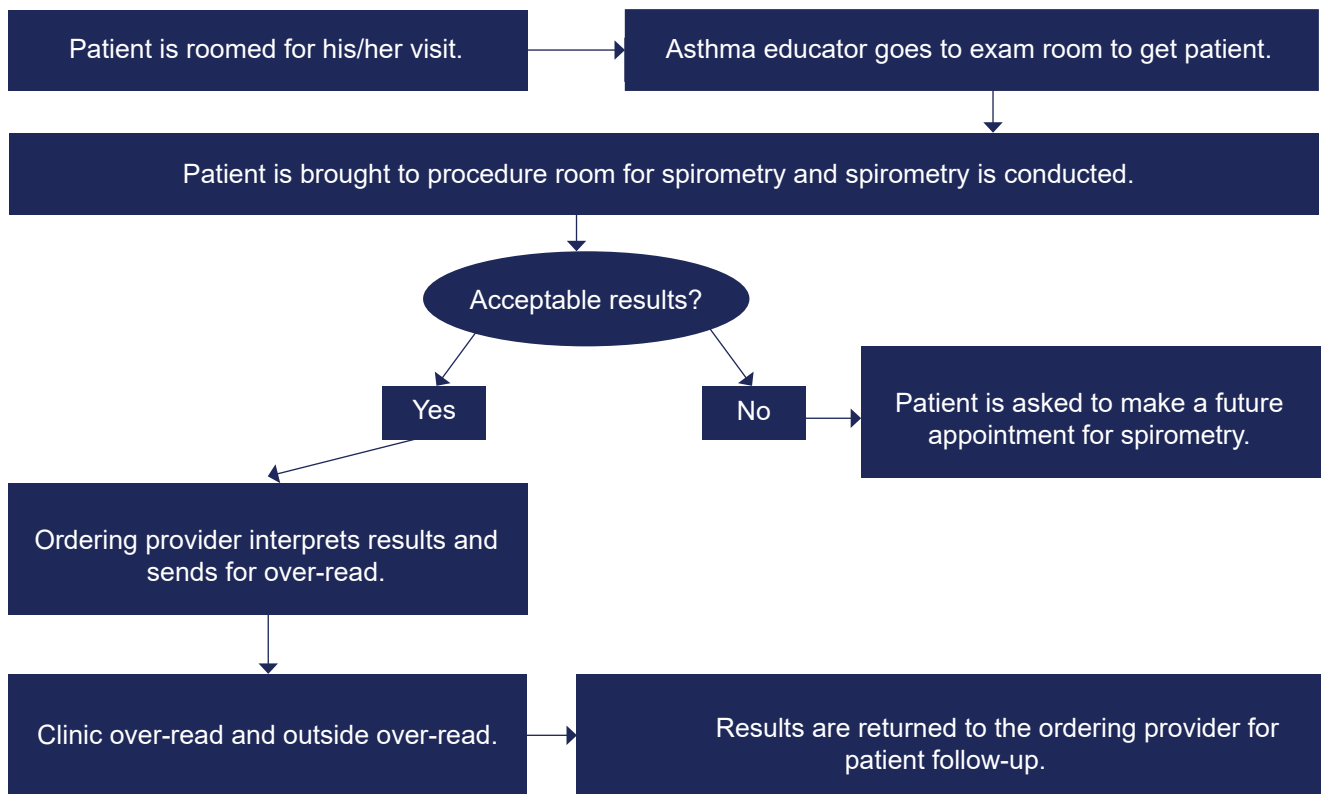 Patient is roomed for his/her visit.
Asthma educator goes to exam room to get patient.
Patient is brought to procedure room for spirometry and spirometry is conducted.
Acceptable results?
Yes
No
Patient is asked to make a future
appointment for spirometry.
Ordering provider interprets results and
sends for over-read.
Clinic over-read and outside over-read.
Results are returned to the ordering provider for
patient follow-up.